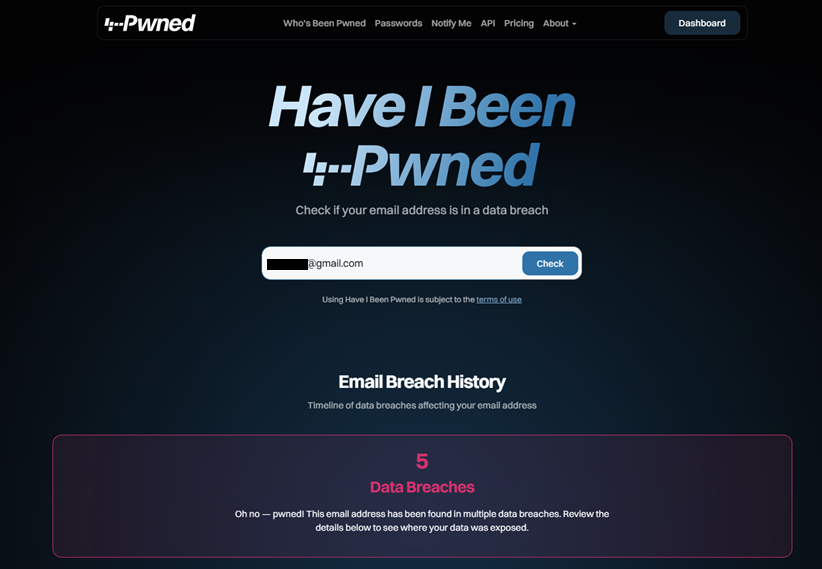 Pwned
Who's Been Pwned Passwords Notify Me API Pricing About
Dashboard
Have I Been
Pwned
Check if your email address is in a data breach
@gmail.com
Check
Using Have I Been Pwned is subject to the terms of use
Email Breach History
Timeline of data breaches affecting your email address
5
Data Breaches
Oh no — pwned! This email address has been found in multiple data breaches. Review the
details below to see where your data was exposed.